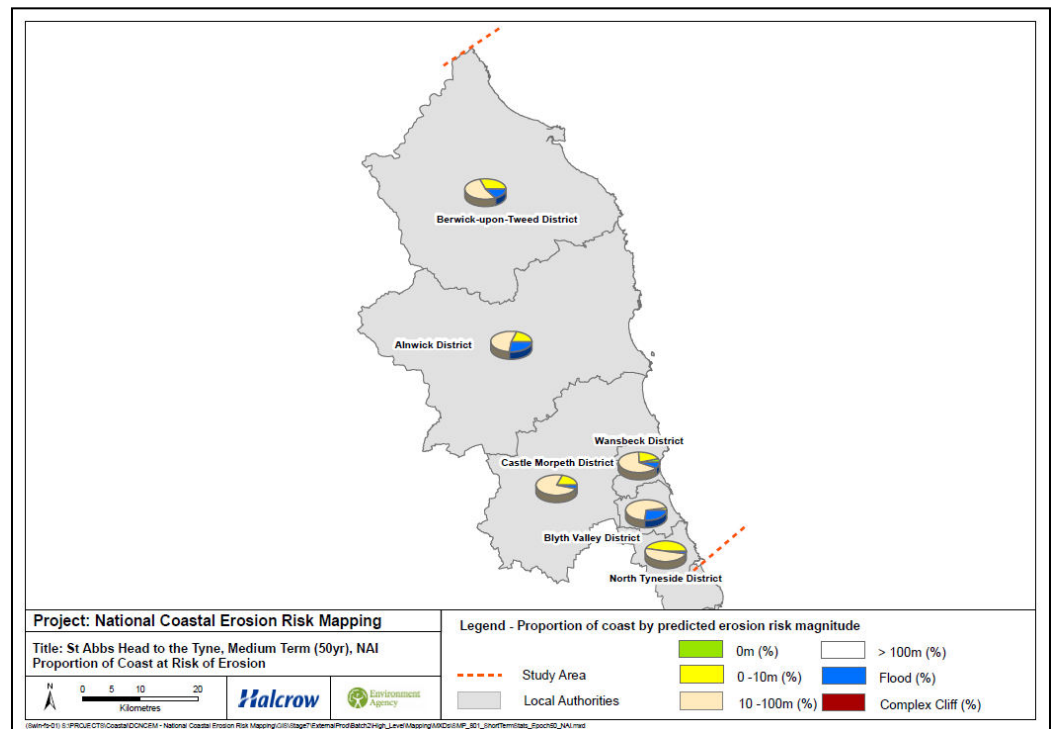 Berwick-upon-Tweed District
Alnwick District
Wansbeck District
Castle Morpeth District
Blyth Valley District
North Tyneside District
Project: National Coastal Erosion Risk Mapping
Title: St Abbs Head to the Tyne, Medium Term (50yr), NAI
Proportion of Coast at Risk of Erosion
N
0 5 10 20
Kilometres
Halcrow
Environment
Agency
Legend - Proportion of coast by predicted erosion risk magnitude
Study Area
Local Authorities
0m (%)
0 -10m (%)
10 -100m (%)
> 100m (%)
Flood (%)
Complex Cliff (%)